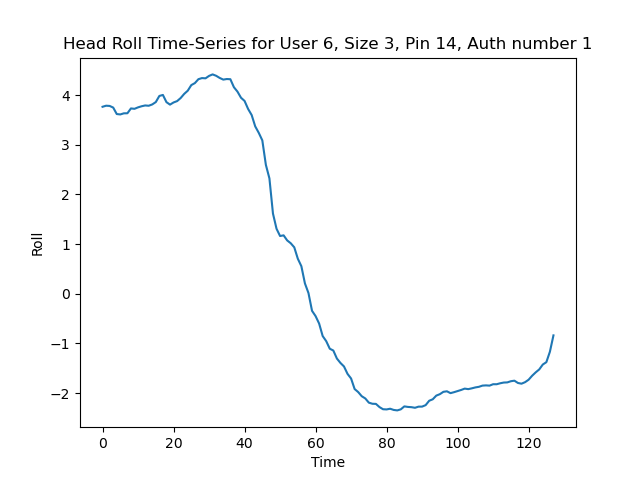 Head Roll Time-Series for User 6, Size 3, Pin 14, Auth number 1
Roll
4
3
2
1
0
−1
−2
0 20 40 60 80 100 120
Time